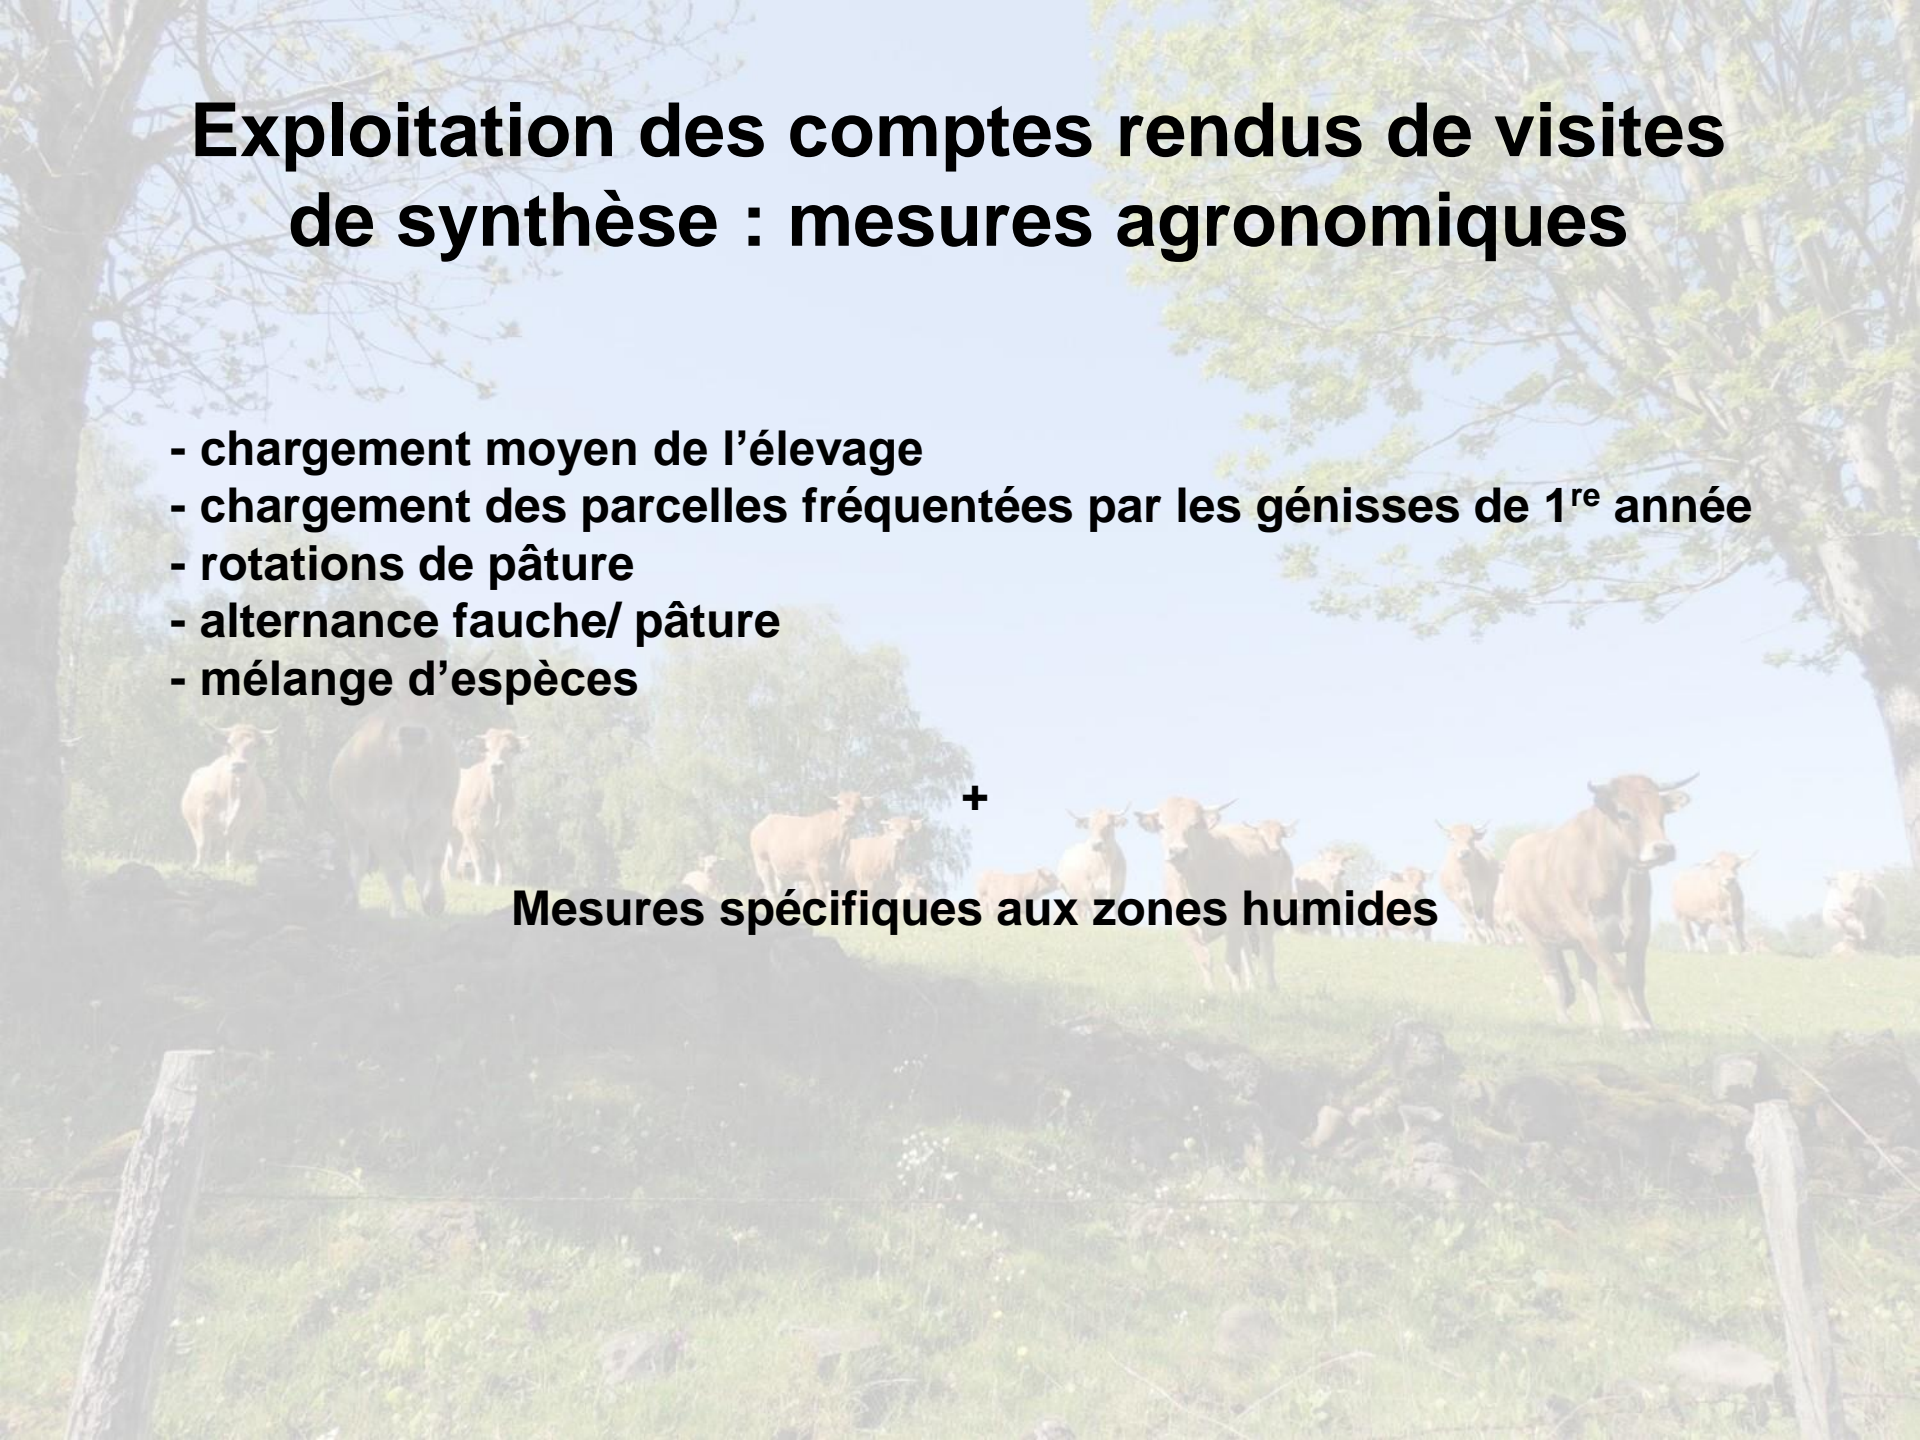 Exploitation des comptes rendus de visites
de synthèse : mesures agronomiques
- chargement moyen de l’élevage
- chargement des parcelles fréquentées par les génisses de 1re année
- rotations de pâture
- alternance fauche/ pâture
- mélange d’espèces
+
Mesures spécifiques aux zones humides